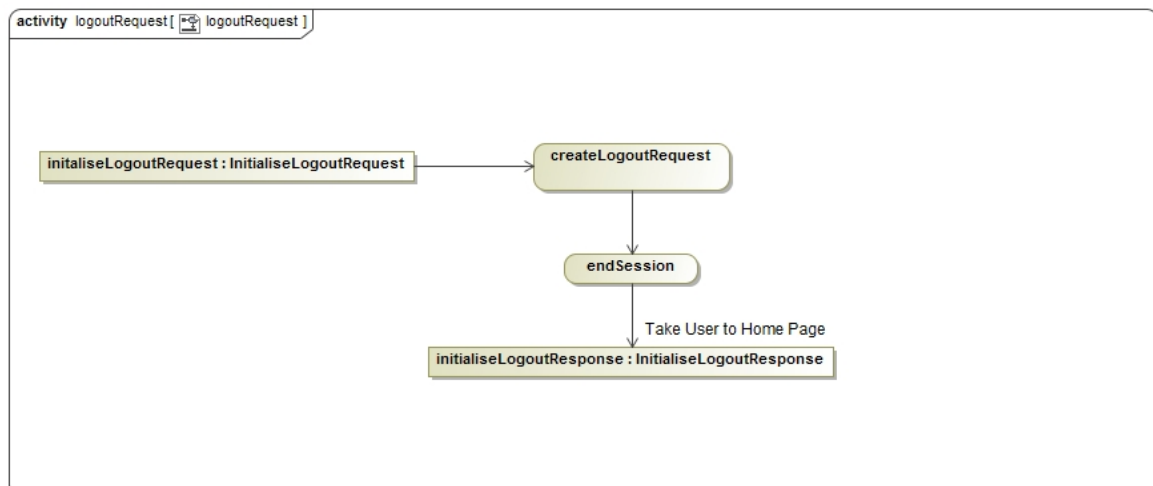 activity logoutRequest [ logoutRequest ]
initaliseLogoutRequest : InitialiseLogoutRequest
createLogoutRequest
endSession
Take User to Home Page
initialiseLogoutResponse : InitialiseLogoutResponse